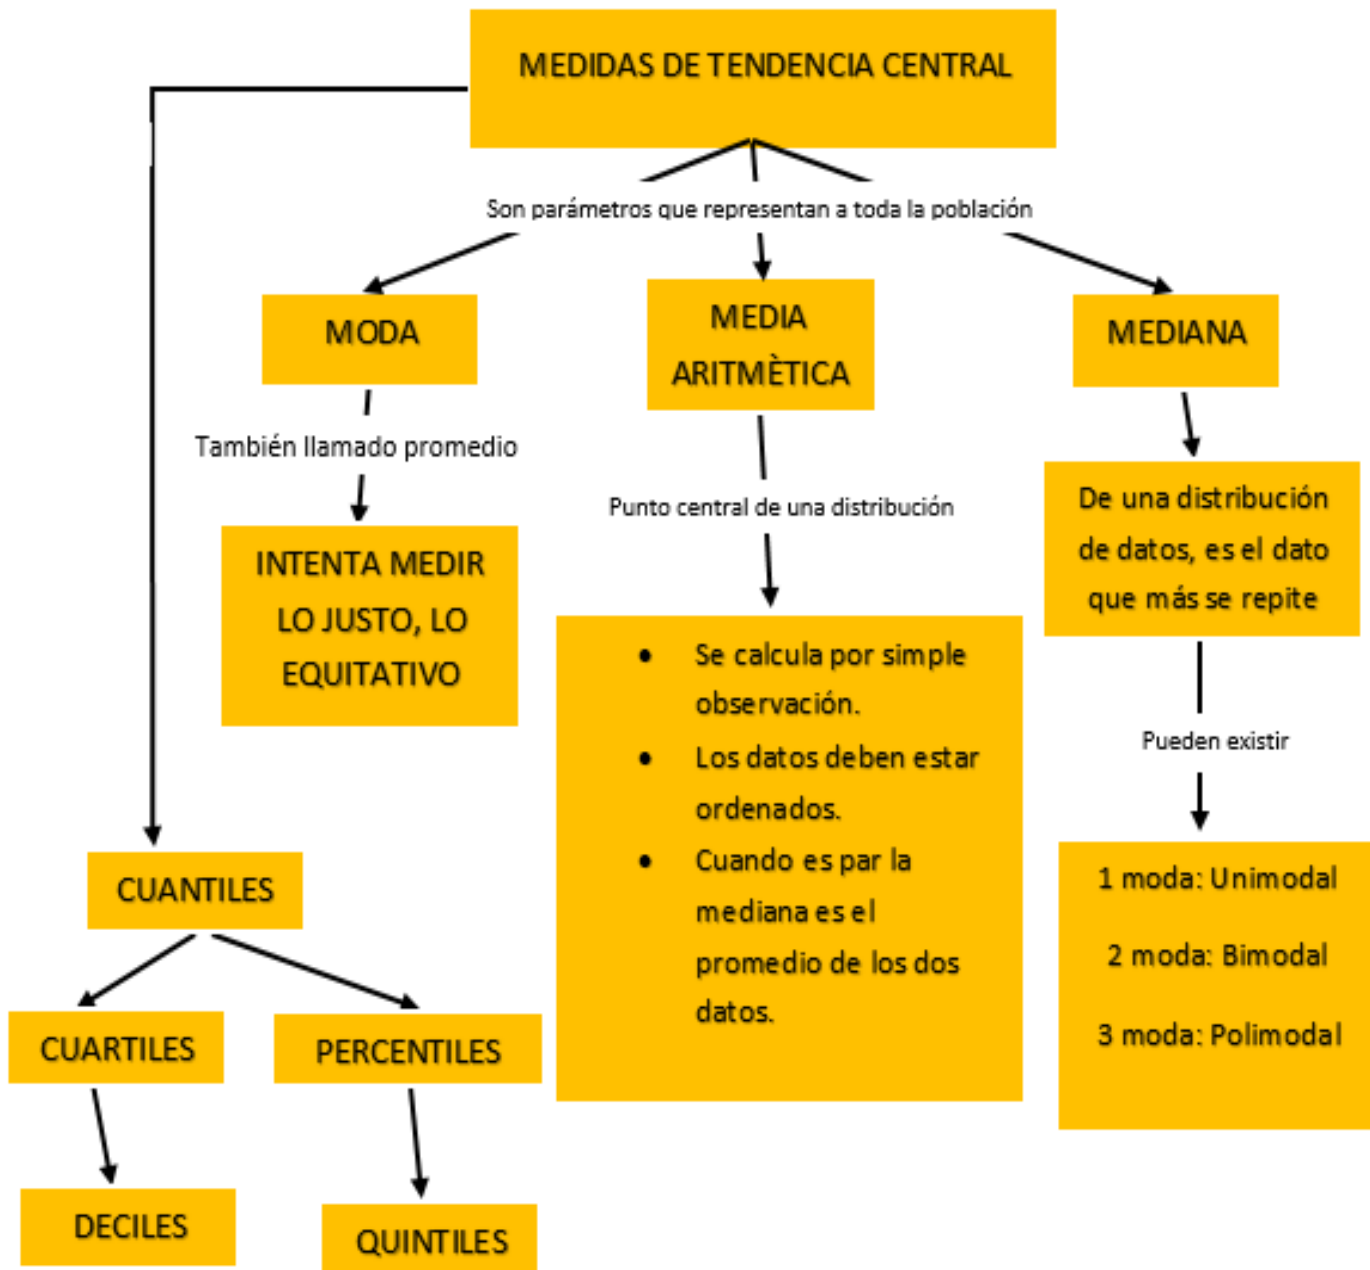 MEDIDAS DE TENDENCIA CENTRAL
Son parámetros que representan a toda la población
MODA
MEDIA
ARITMÈTICA
MEDIANA
También llamado promedio
Punto central de una distribución
INTENTA MEDIR
LO JUSTO, LO
EQUITATIVO
De una distribución
de datos, es el dato
que más se repite
• Se calcula por simple
observación.
• Los datos deben estar
ordenados.
• Cuando es par la
mediana es el
promedio de los dos
datos.
Pueden existir
1 moda: Unimodal
2 moda: Bimodal
3 moda: Polimodal
CUANTILES
CUARTILES
PERCENTILES
DECILES
QUINTILES